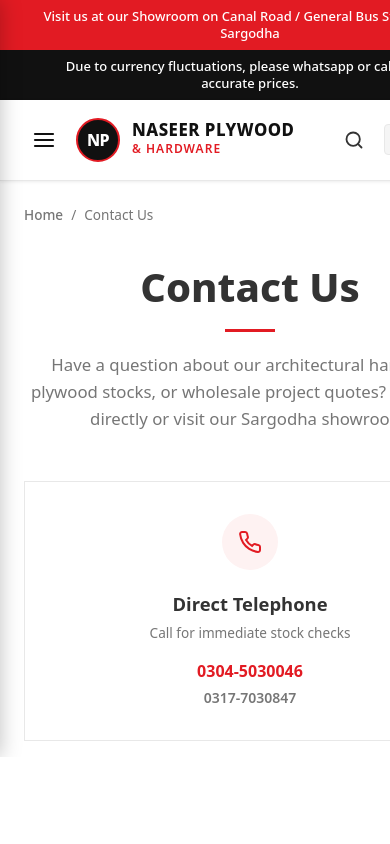 Visit us at our Showroom on Canal Road / General Bus S
Sargodha
Due to currency fluctuations, please whatsapp or cal
accurate prices.
NP
NASEER PLYWOOD
& HARDWARE
Home / Contact Us
Contact Us
Have a question about our architectural ha
plywood stocks, or wholesale project quotes?
directly or visit our Sargodha showroo
Direct Telephone
Call for immediate stock checks
0304-5030046
0317-7030847